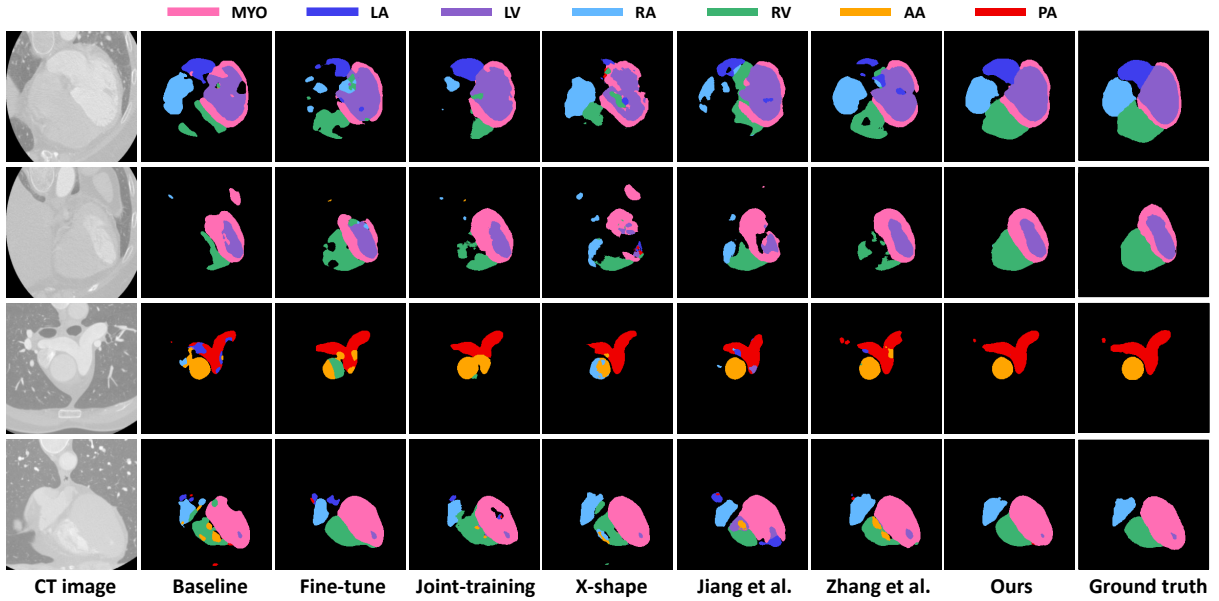 MYO LA LV RA RV AA PA
CT image Baseline Fine-tune Joint-training X-shape Jiang et al. Zhang et al. Ours Ground truth